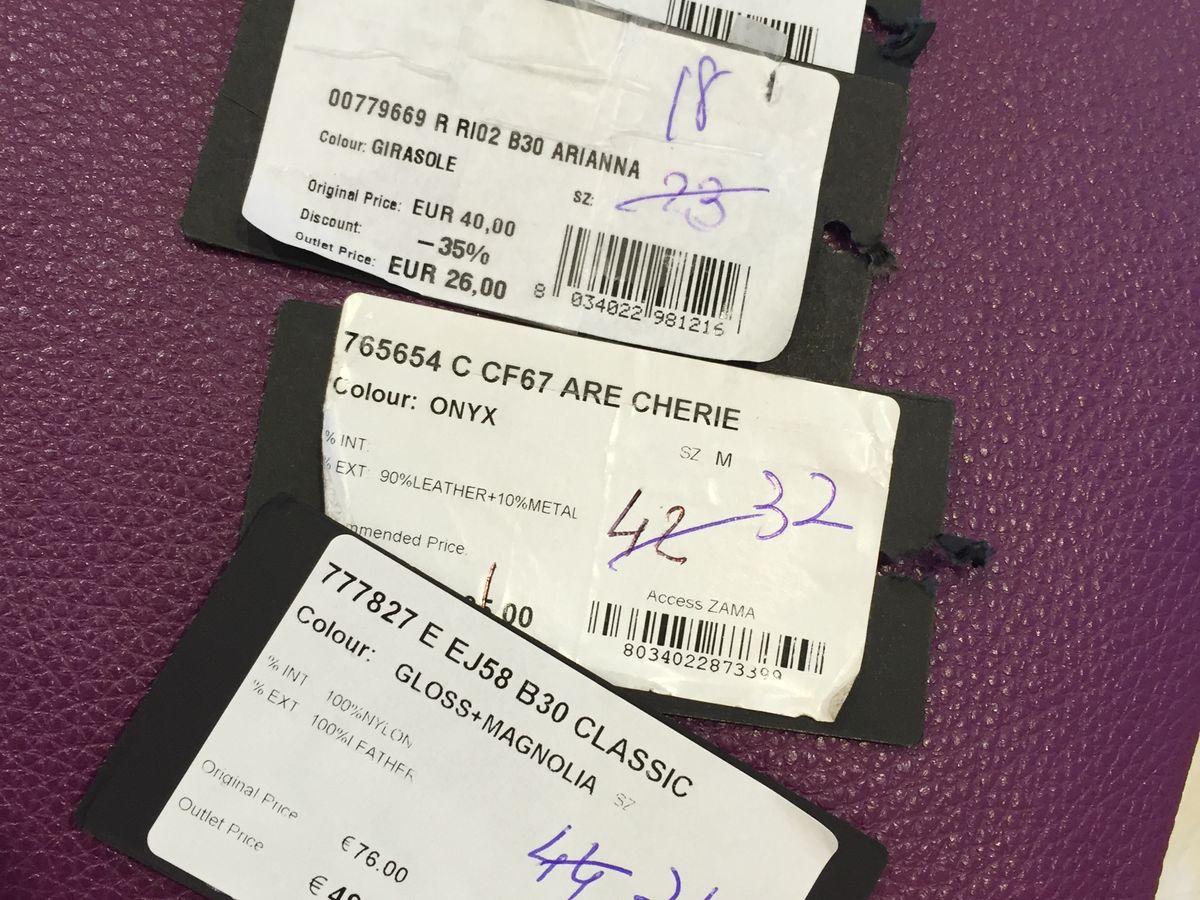 18
00779669 R RI02 B30 ARIANNA
Colour: GIRASOLE
SZ: 23
Original Price: EUR 40,00
Discount: -35%
Outlet Price: EUR 26,00
8 034022 981216
765654 C CF67 ARE CHERIE
Colour: ONYX
SZ M
% INT:
% EXT: 90%LEATHER+10%METAL
42 32
Price.
Access ZAMA
8034022873399
777827 E EJ58 B30 CLASSIC
Colour: GLOSS+MAGNOLIA
SZ
% INT 100%NYLON
% EXT 100%LEATHER
44
Original Price €76.00
Outlet Price